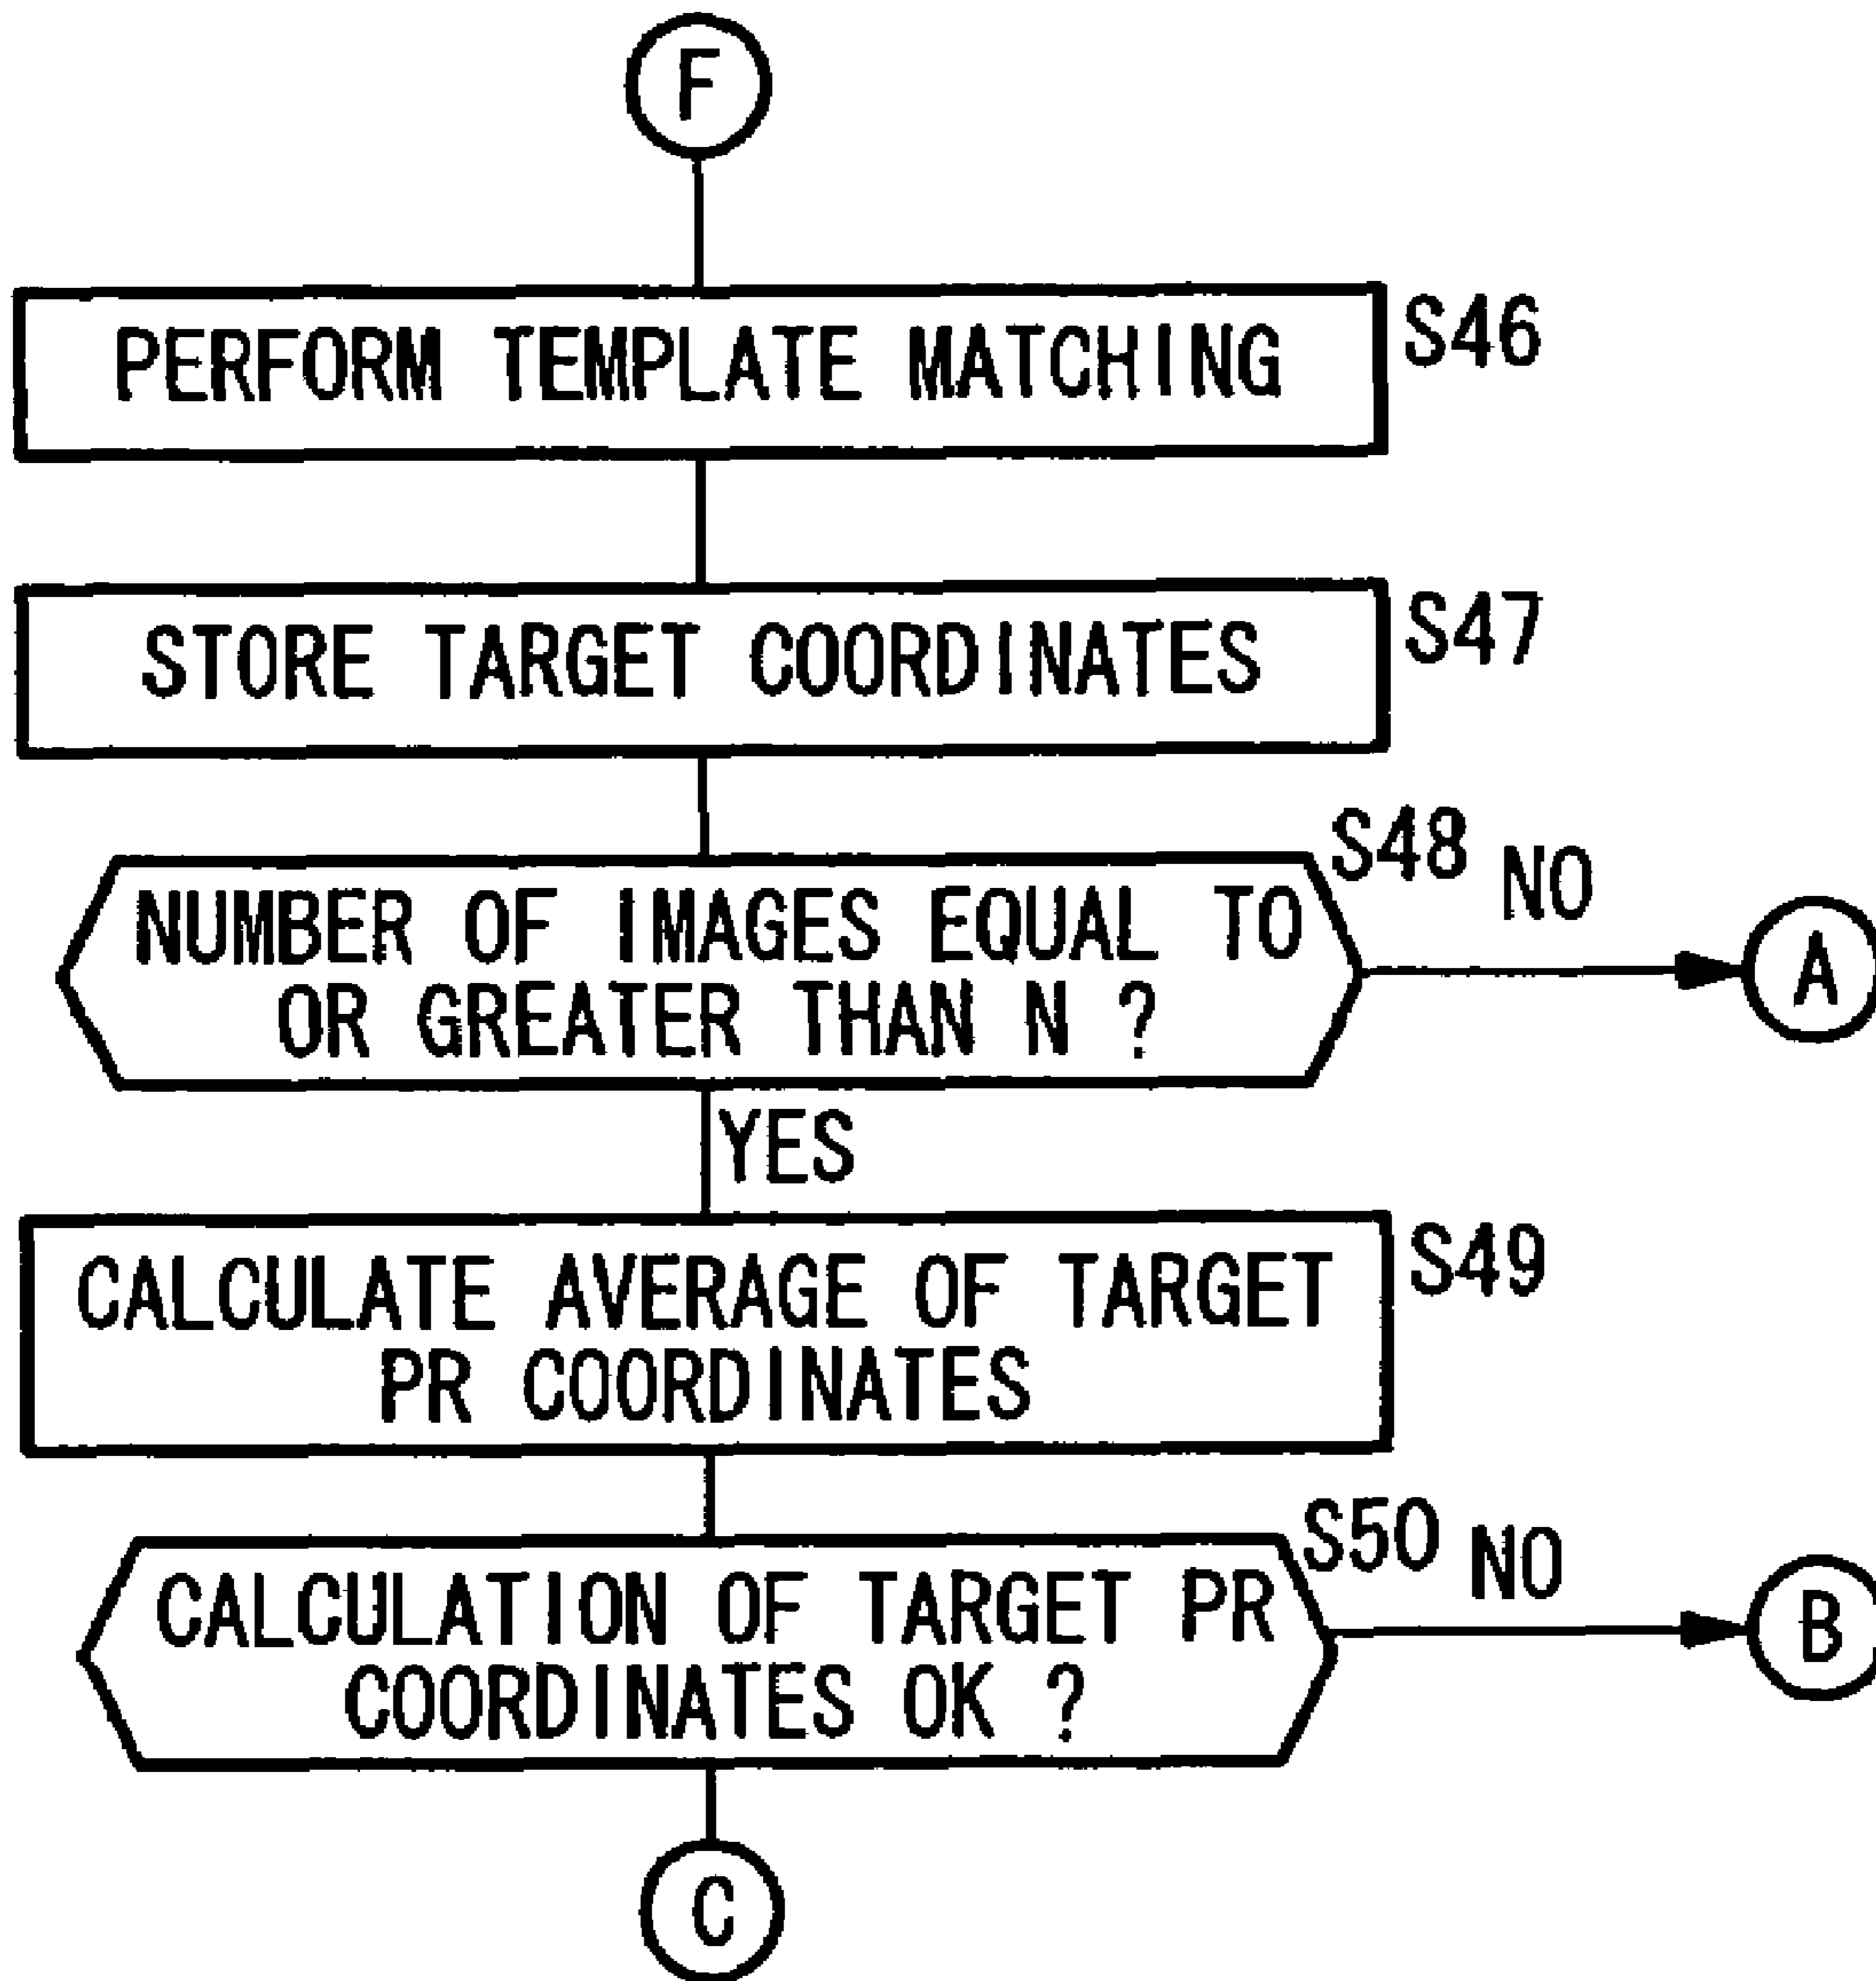 F
PERFORM TEMPLATE MATCHING
S46
STORE TARGET COORDINATES
S47
NUMBER OF IMAGES EQUAL TO
OR GREATER THAN N ?
S48
NO
A
YES
CALCULATE AVERAGE OF TARGET
PR COORDINATES
S49
CALCULATION OF TARGET PR
COORDINATES OK ?
S50
NO
B
C